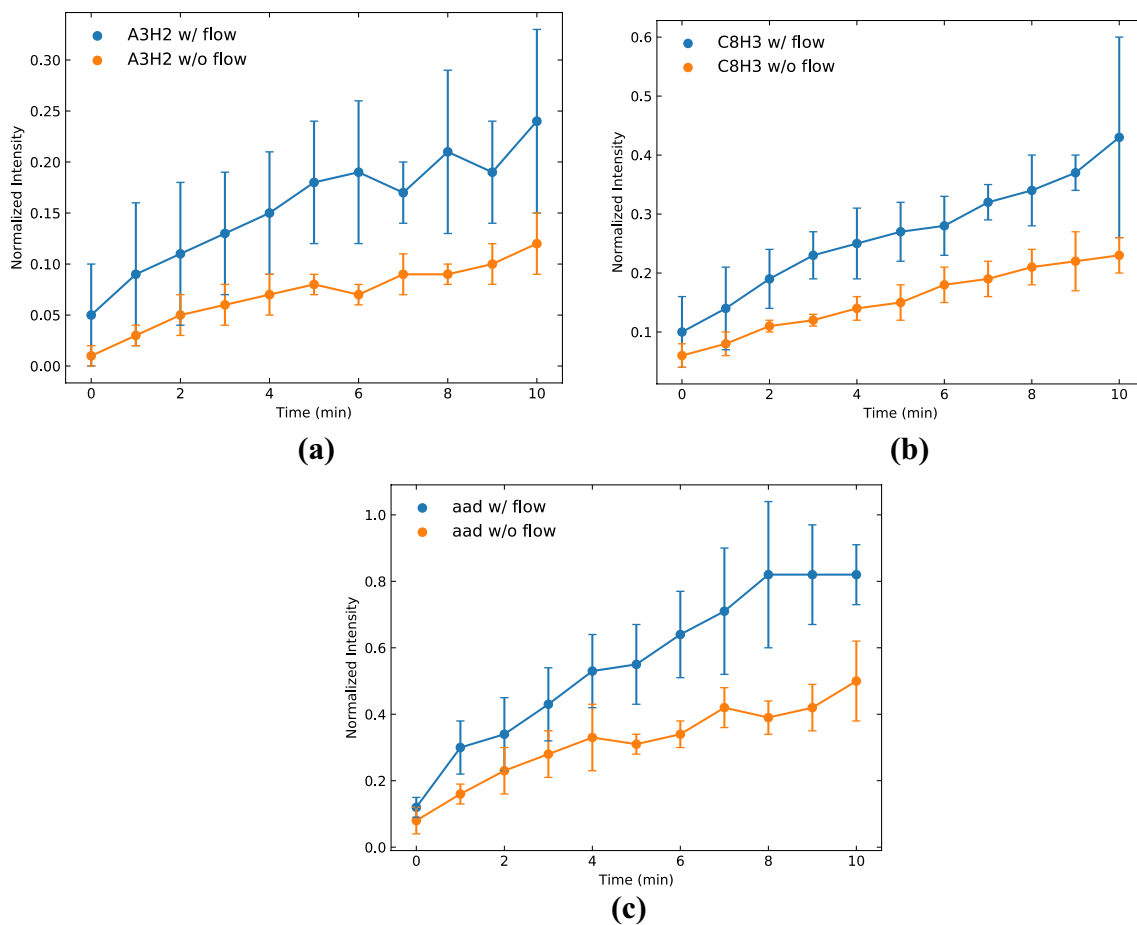 A3H2 w/ flow
A3H2 w/o flow
0.30
0.25
0.20
0.15
0.10
0.05
0.00
Normalized Intensity
0 2 4 6 8 10
Time (min)
(a)
C8H3 w/ flow
C8H3 w/o flow
0.6
0.5
0.4
0.3
0.2
0.1
Normalized Intensity
0 2 4 6 8 10
Time (min)
(b)
aad w/ flow
aad w/o flow
1.0
0.8
0.6
0.4
0.2
0.0
Normalized Intensity
0 2 4 6 8 10
Time (min)
(c)